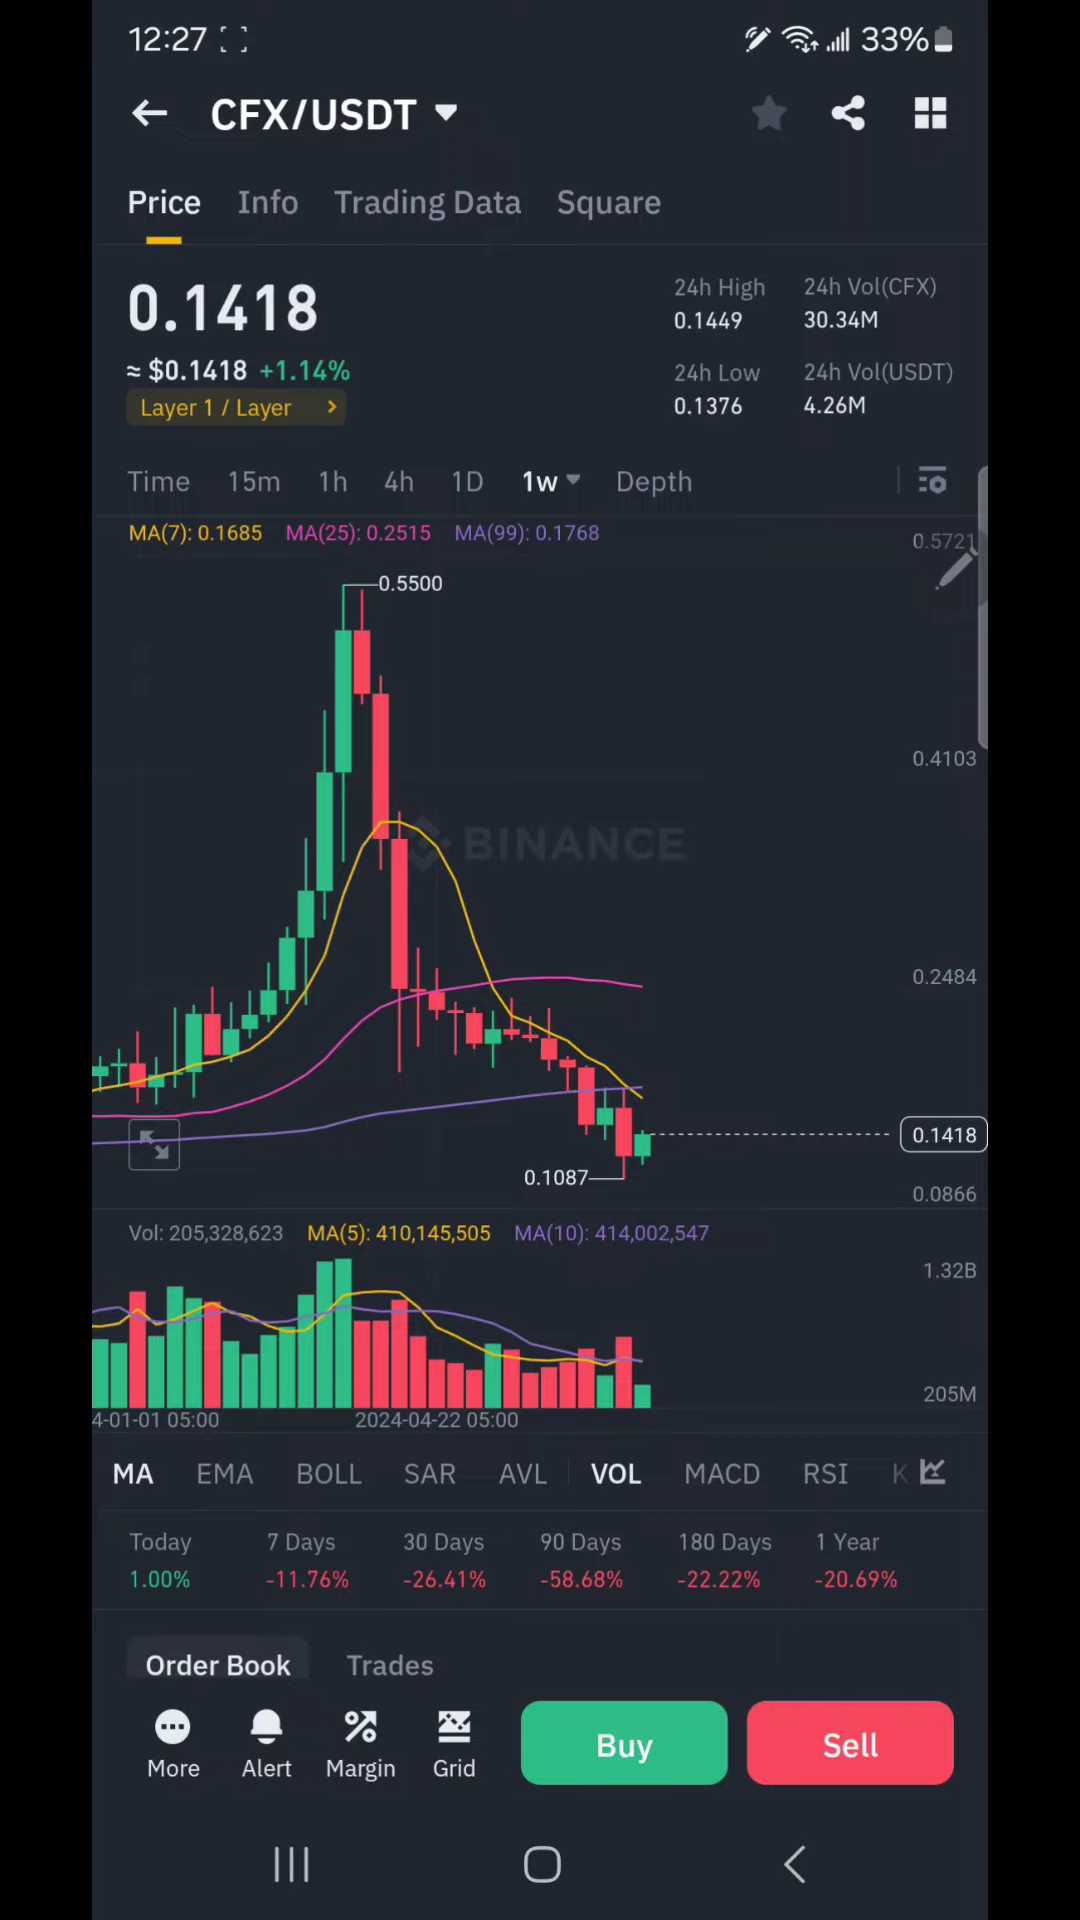 12:27 33%
CFX/USDT
Price Info Trading Data Square
0.1418
≈ $0.1418 +1.14%
Layer 1 / Layer
24h High 24h Vol(CFX)
0.1449 30.34M
24h Low 24h Vol(USDT)
0.1376 4.26M
Time 15m 1h 4h 1D 1w Depth
MA(7): 0.1685 MA(25): 0.2515 MA(99): 0.1768
0.5721
0.5500
0.4103
BINANCE
0.2484
0.1418
0.1087
0.0866
Vol: 205,328,623 MA(5): 410,145,505 MA(10): 414,002,547
1.32B
205M
4-01-01 05:00 2024-04-22 05:00
MA EMA BOLL SAR AVL VOL MACD RSI K
Today 7 Days 30 Days 90 Days 180 Days 1 Year
1.00% -11.76% -26.41% -58.68% -22.22% -20.69%
Order Book Trades
More Alert Margin Grid Buy Sell